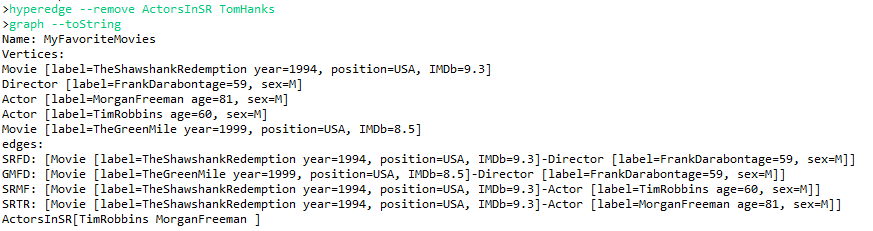 >hyperedge --remove ActorsInSR TomHanks
>graph --toString
Name: MyFavoriteMovies
Vertices:
Movie [label=TheShawshankRedemption year=1994, position=USA, IMDb=9.3]
Director [label=FrankDarabontage=59, sex=M]
Actor [label=MorganFreeman age=81, sex=M]
Actor [label=TimRobbins age=60, sex=M]
Movie [label=TheGreenMile year=1999, position=USA, IMDb=8.5]
edges:
SRFD: [Movie [label=TheShawshankRedemption year=1994, position=USA, IMDb=9.3]-Director [label=FrankDarabontage=59, sex=M]]
GMFD: [Movie [label=TheGreenMile year=1999, position=USA, IMDb=8.5]-Director [label=FrankDarabontage=59, sex=M]]
SRMF: [Movie [label=TheShawshankRedemption year=1994, position=USA, IMDb=9.3]-Actor [label=TimRobbins age=60, sex=M]]
SRTR: [Movie [label=TheShawshankRedemption year=1994, position=USA, IMDb=9.3]-Actor [label=MorganFreeman age=81, sex=M]]
ActorsInSR[TimRobbins MorganFreeman ]